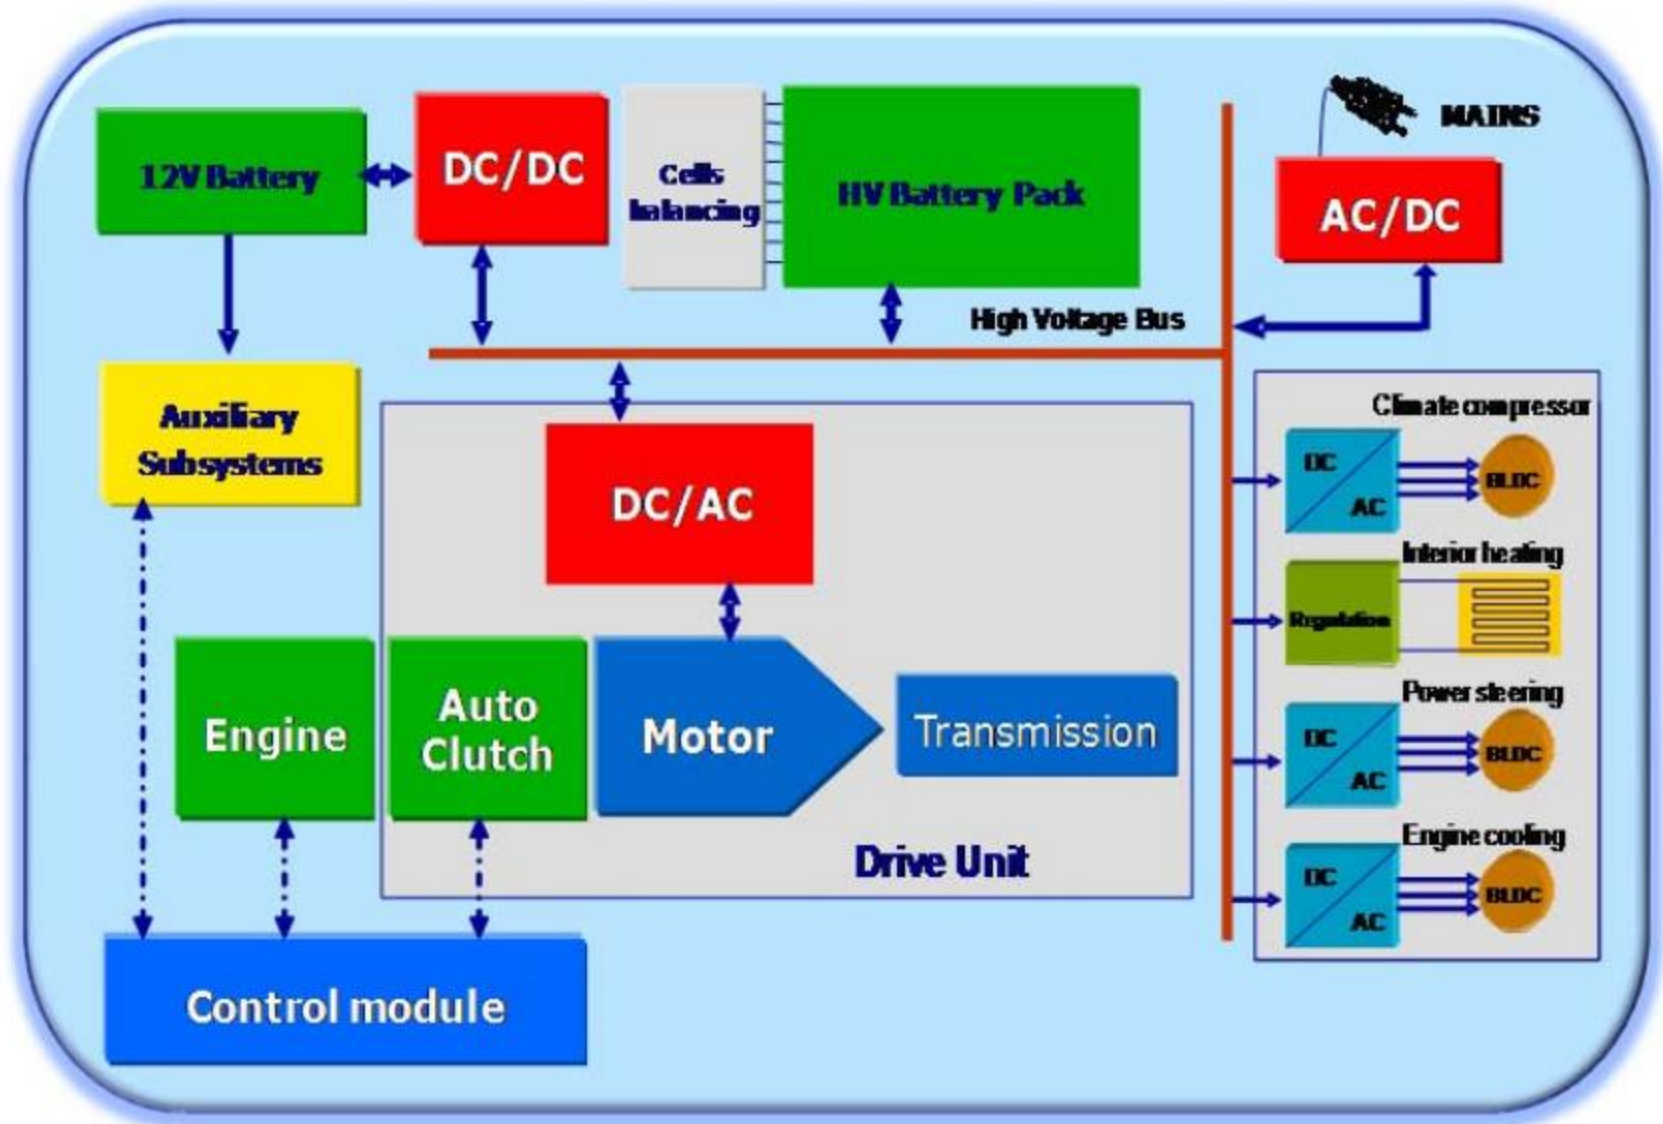 12V Battery
DC/DC
Cells
balancing
HV Battery Pack
MAINS
AC/DC
High Voltage Bus
Auxiliary
Subsystems
DC/AC
Engine
Auto
Clutch
Motor
Transmission
Drive Unit
Control module
Climate compressor
DC
AC
BLDC
Interior heating
Regulation
Power steering
DC
AC
BLDC
Engine cooling
DC
AC
BLDC